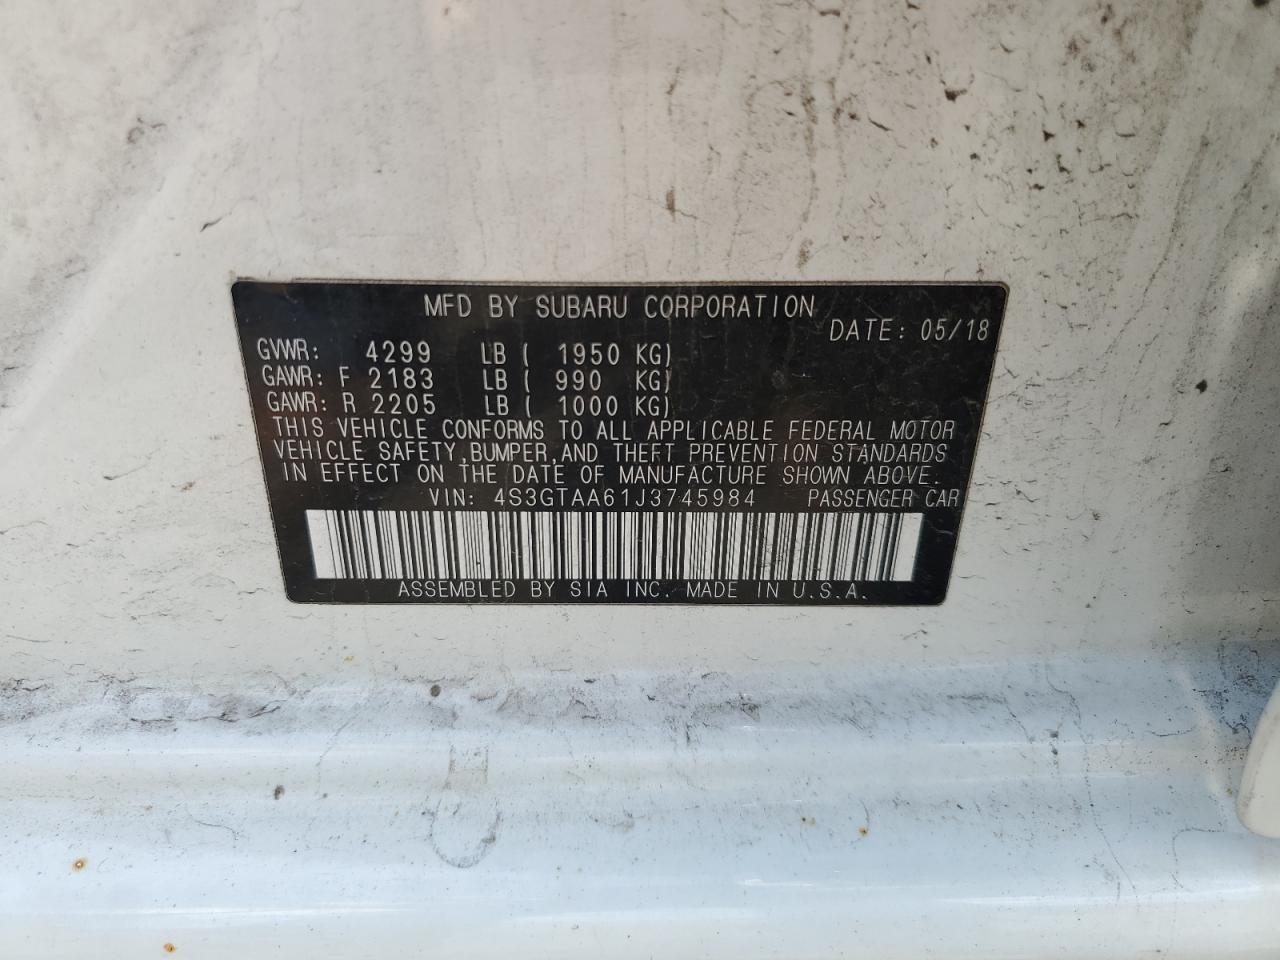 MFD BY SUBARU CORPORATION
DATE: 05/18
GVWR: 4299 LB ( 1950 KG)
GAWR: F 2183 LB ( 990 KG)
GAWR: R 2205 LB ( 1000 KG)
THIS VEHICLE CONFORMS TO ALL APPLICABLE FEDERAL MOTOR
VEHICLE SAFETY,BUMPER,AND THEFT PREVENTION STANDARDS
IN EFFECT ON THE DATE OF MANUFACTURE SHOWN ABOVE.
VIN: 4S3GTAA61J3745984 PASSENGER CAR
ASSEMBLED BY SIA INC. MADE IN U.S.A.